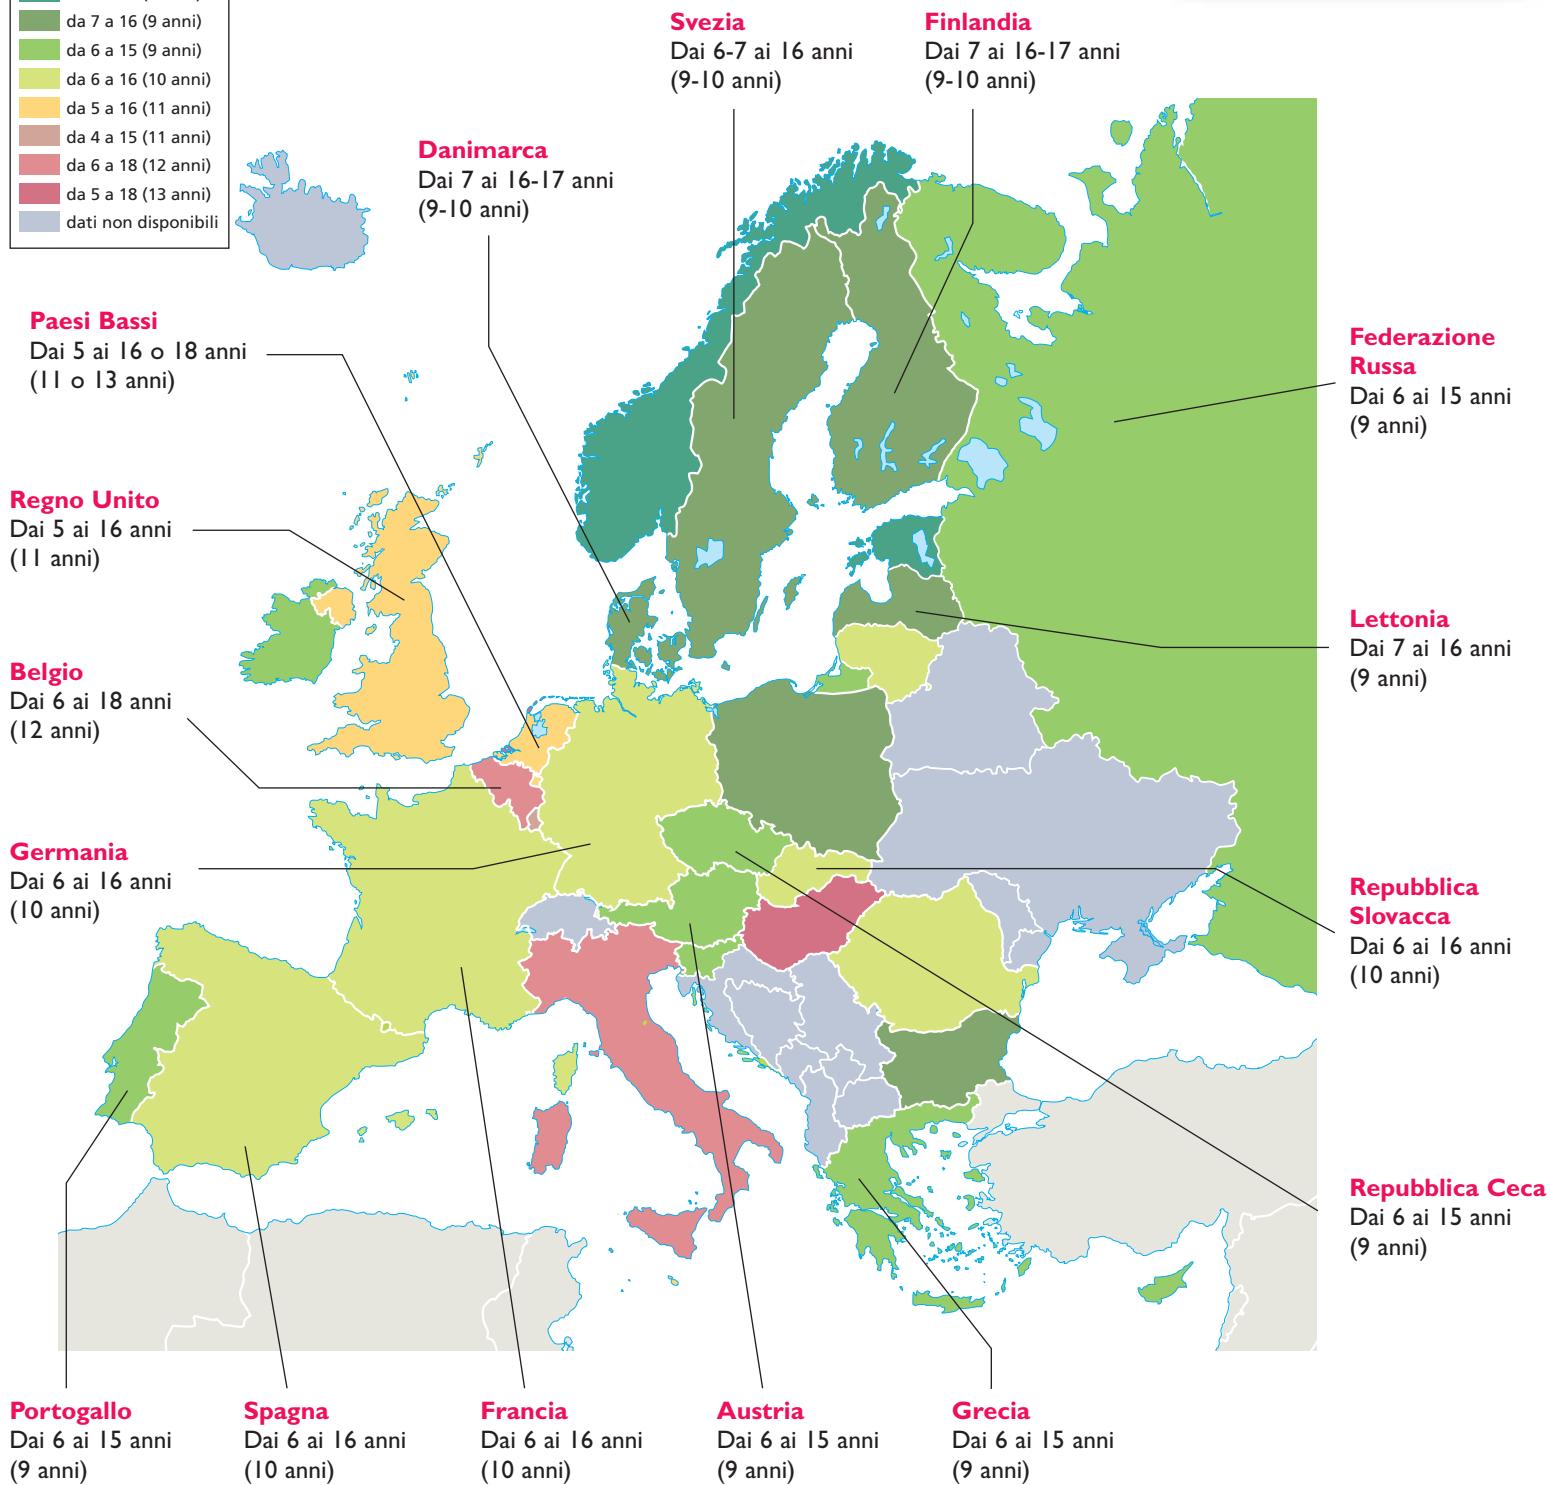 da 7 a 16 (9 anni)
da 6 a 15 (9 anni)
da 6 a 16 (10 anni)
da 5 a 16 (11 anni)
da 4 a 15 (11 anni)
da 6 a 18 (12 anni)
da 5 a 18 (13 anni)
dati non disponibili
Svezia
Dai 6-7 ai 16 anni
(9-10 anni)
Finlandia
Dai 7 ai 16-17 anni
(9-10 anni)
Danimarca
Dai 7 ai 16-17 anni
(9-10 anni)
Paesi Bassi
Dai 5 ai 16 o 18 anni
(11 o 13 anni)
Federazione
Russa
Dai 6 ai 15 anni
(9 anni)
Regno Unito
Dai 5 ai 16 anni
(11 anni)
Lettonia
Dai 7 ai 16 anni
(9 anni)
Belgio
Dai 6 ai 18 anni
(12 anni)
Germania
Dai 6 ai 16 anni
(10 anni)
Repubblica
Slovacca
Dai 6 ai 16 anni
(10 anni)
Repubblica Ceca
Dai 6 ai 15 anni
(9 anni)
Portogallo
Dai 6 ai 15 anni
(9 anni)
Spagna
Dai 6 ai 16 anni
(10 anni)
Francia
Dai 6 ai 16 anni
(10 anni)
Austria
Dai 6 ai 15 anni
(9 anni)
Grecia
Dai 6 ai 15 anni
(9 anni)